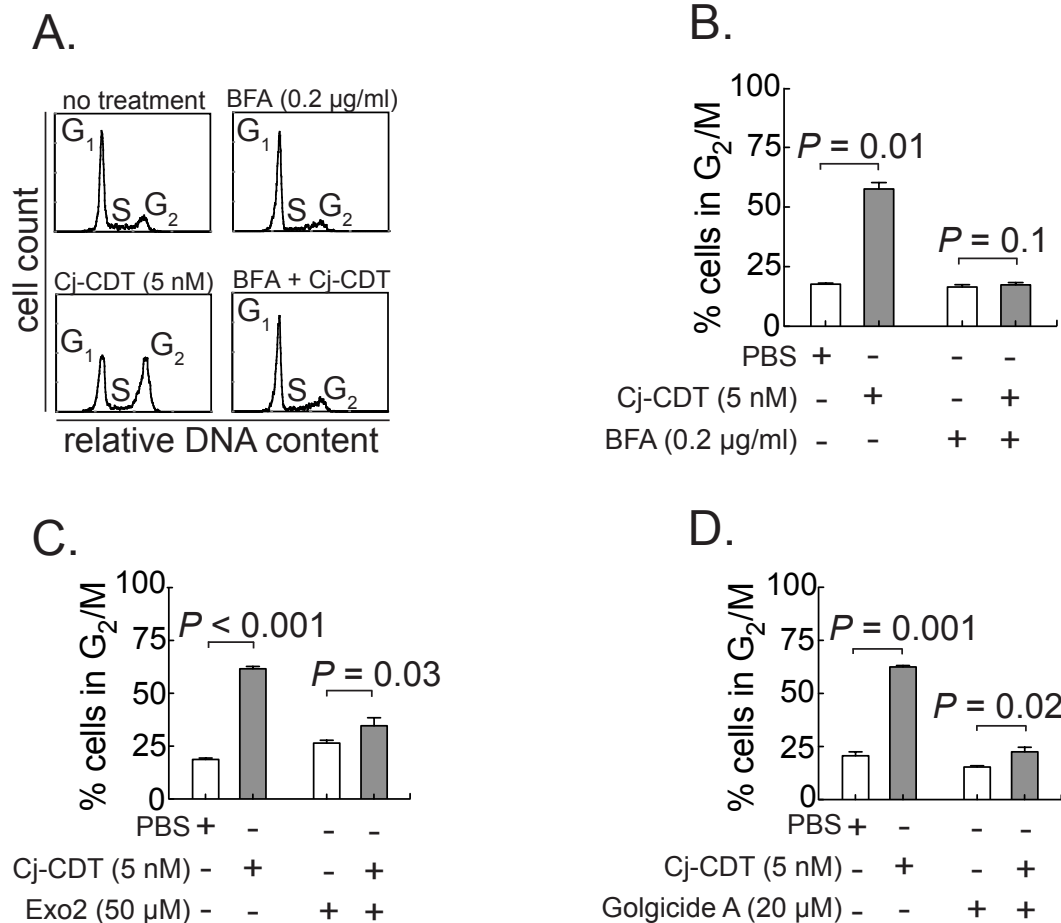 A.
no treatment
BFA (0.2 µg/ml)
G1
S
G2
G1
S
G2
Cj-CDT (5 nM)
BFA + Cj-CDT
G1
S
G2
G1
S
G2
cell count
relative DNA content
B.
% cells in G2/M
100
75
50
25
0
P = 0.01
P = 0.1
PBS + - - -
Cj-CDT (5 nM) - + - +
BFA (0.2 µg/ml) - - + +
C.
% cells in G2/M
100
75
50
25
0
P < 0.001
P = 0.03
PBS + - - -
Cj-CDT (5 nM) - + - +
Exo2 (50 µM) - - + +
D.
% cells in G2/M
100
75
50
25
0
P = 0.001
P = 0.02
PBS + - - -
Cj-CDT (5 nM) - + - +
Golgicide A (20 µM) - - + +